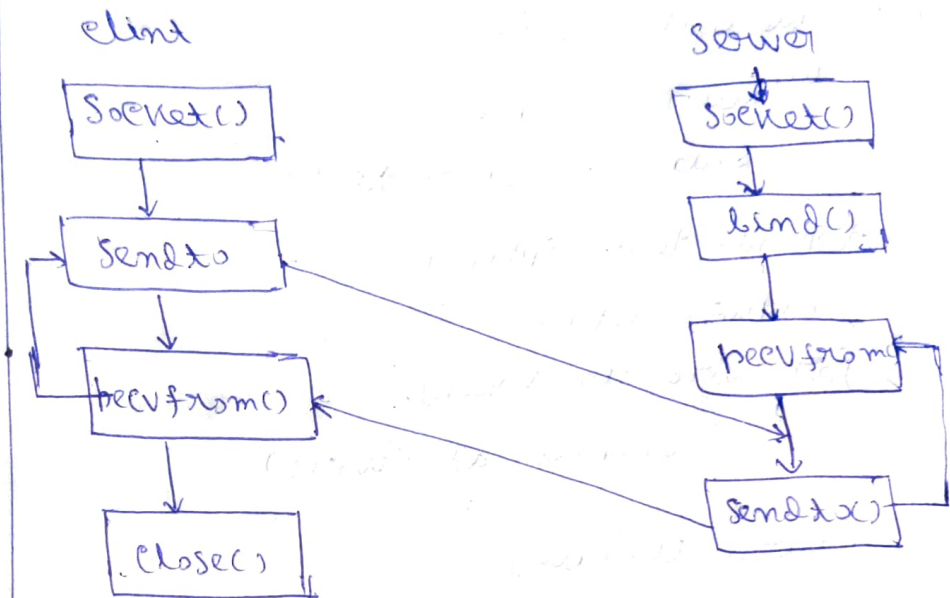 clint
Socket()
Sendto
recvfrom()
close()
Server
Socket()
bind()
recvfrom()
Sendto()